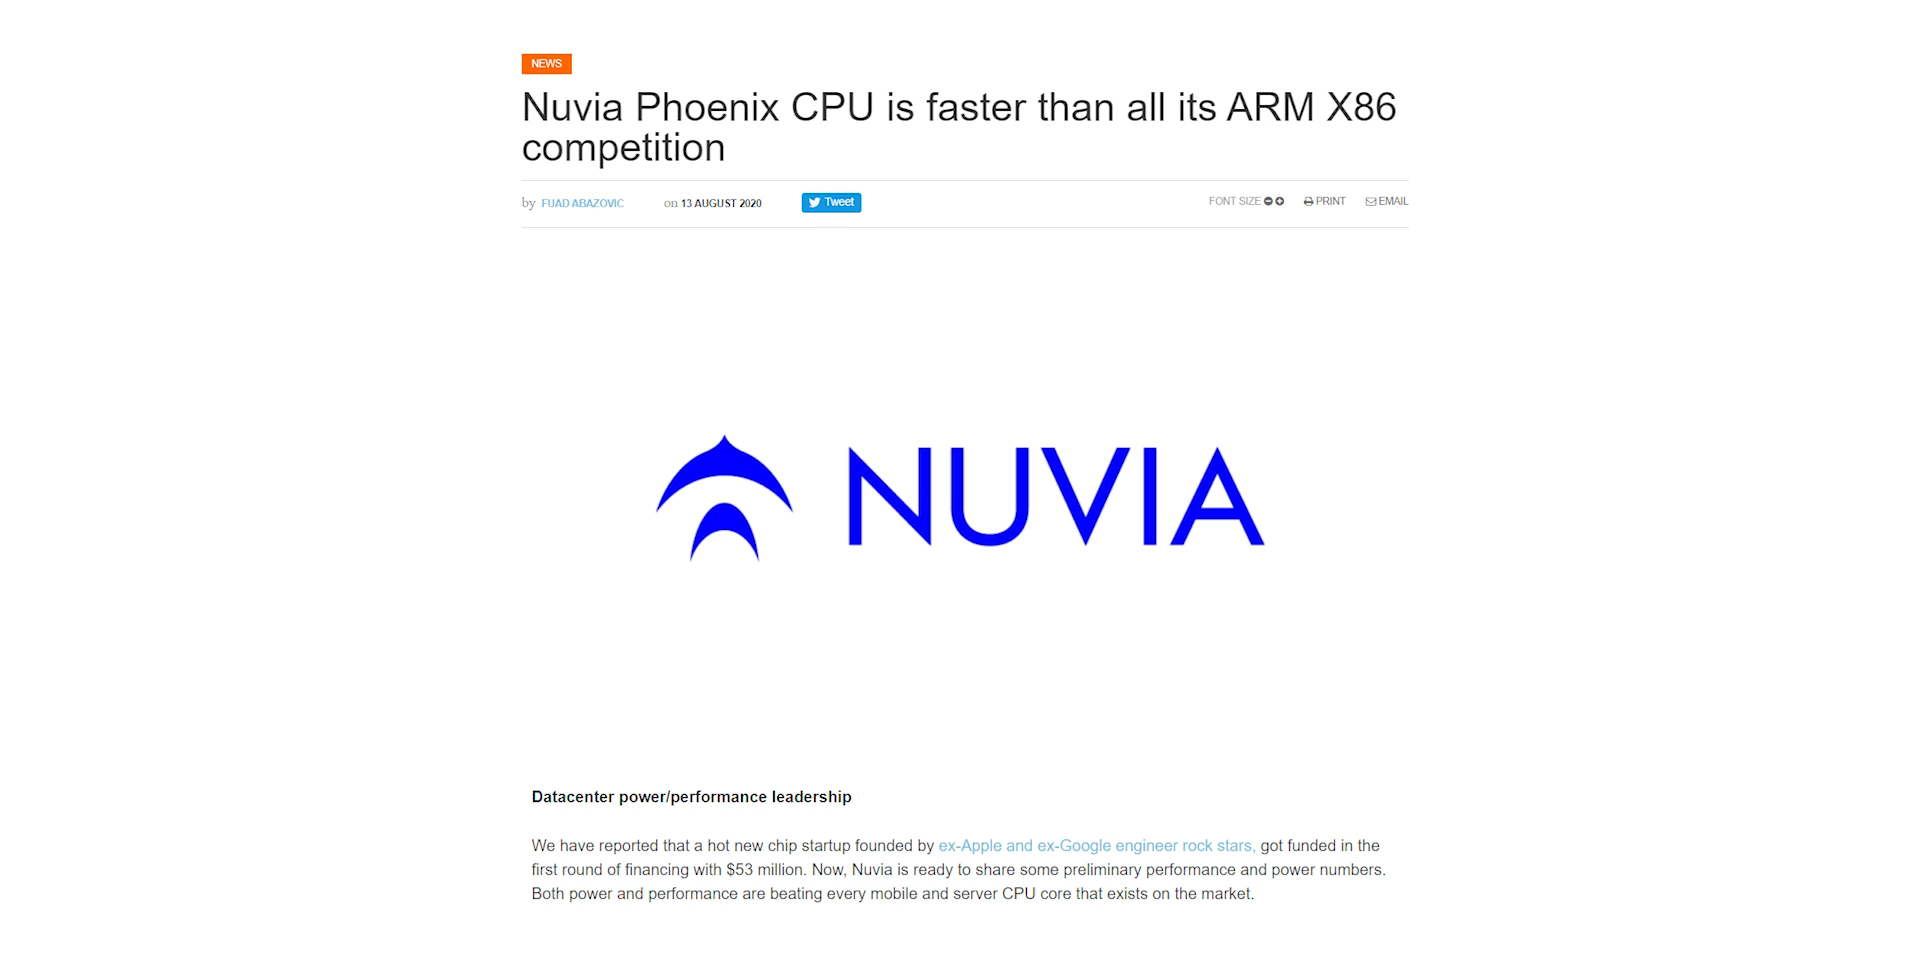 NEWS
Nuvia Phoenix CPU is faster than all its ARM X86
competition
by FUAD ABAZOVIC on 13 AUGUST 2020 Tweet FONT SIZE PRINT EMAIL
NUVIA
Datacenter power/performance leadership
We have reported that a hot new chip startup founded by ex-Apple and ex-Google engineer rock stars, got funded in the
first round of financing with $53 million. Now, Nuvia is ready to share some preliminary performance and power numbers.
Both power and performance are beating every mobile and server CPU core that exists on the market.